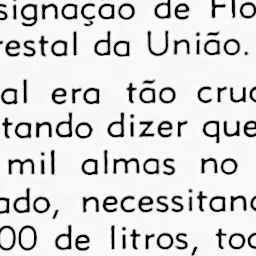 signação de Flo
restal da União.
al era tão cruc
tando dizer que
mil almas no
ado, necessitand
00 de litros, too